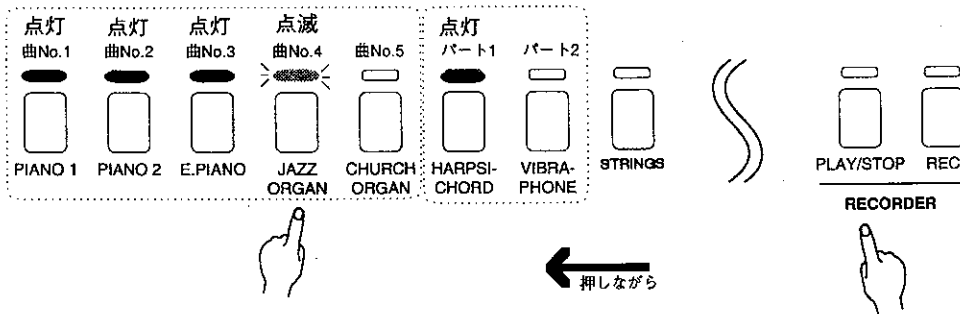 点灯 点灯 点灯 点滅 点灯
曲No.1 曲No.2 曲No.3 曲No.4 曲No.5 パート1 パート2
PIANO 1 PIANO 2 E.PIANO JAZZ ORGAN CHURCH ORGAN HARPSI-CHORD VIBRA-PHONE STRINGS PLAY/STOP REC
RECORDER
押しながら